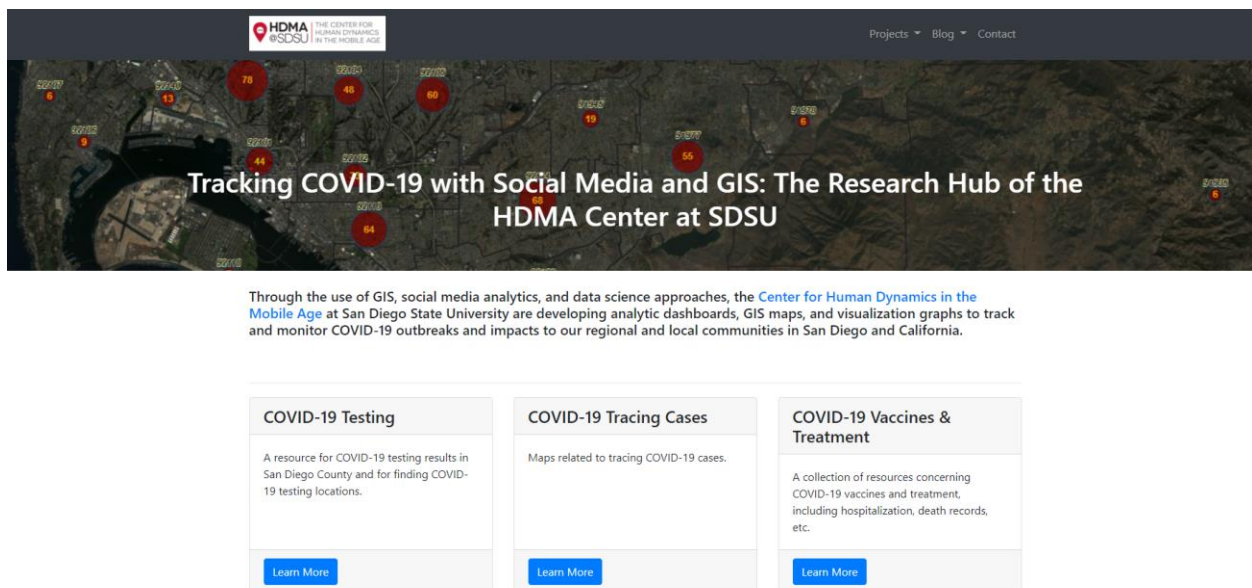 HDMA
@SDSU
THE CENTER FOR
HUMAN DYNAMICS
IN THE MOBILE AGE
Projects Blog Contact
78
48
60
6
13
19
6
9
44
55
68
64
6
Tracking COVID-19 with Social Media and GIS: The Research Hub of the
HDMA Center at SDSU
Through the use of GIS, social media analytics, and data science approaches, the Center for Human Dynamics in the
Mobile Age at San Diego State University are developing analytic dashboards, GIS maps, and visualization graphs to track
and monitor COVID-19 outbreaks and impacts to our regional and local communities in San Diego and California.
COVID-19 Testing
A resource for COVID-19 testing results in
San Diego County and for finding COVID-
19 testing locations.
Learn More
COVID-19 Tracing Cases
Maps related to tracing COVID-19 cases.
Learn More
COVID-19 Vaccines &
Treatment
A collection of resources concerning
COVID-19 vaccines and treatment,
including hospitalization, death records,
etc.
Learn More